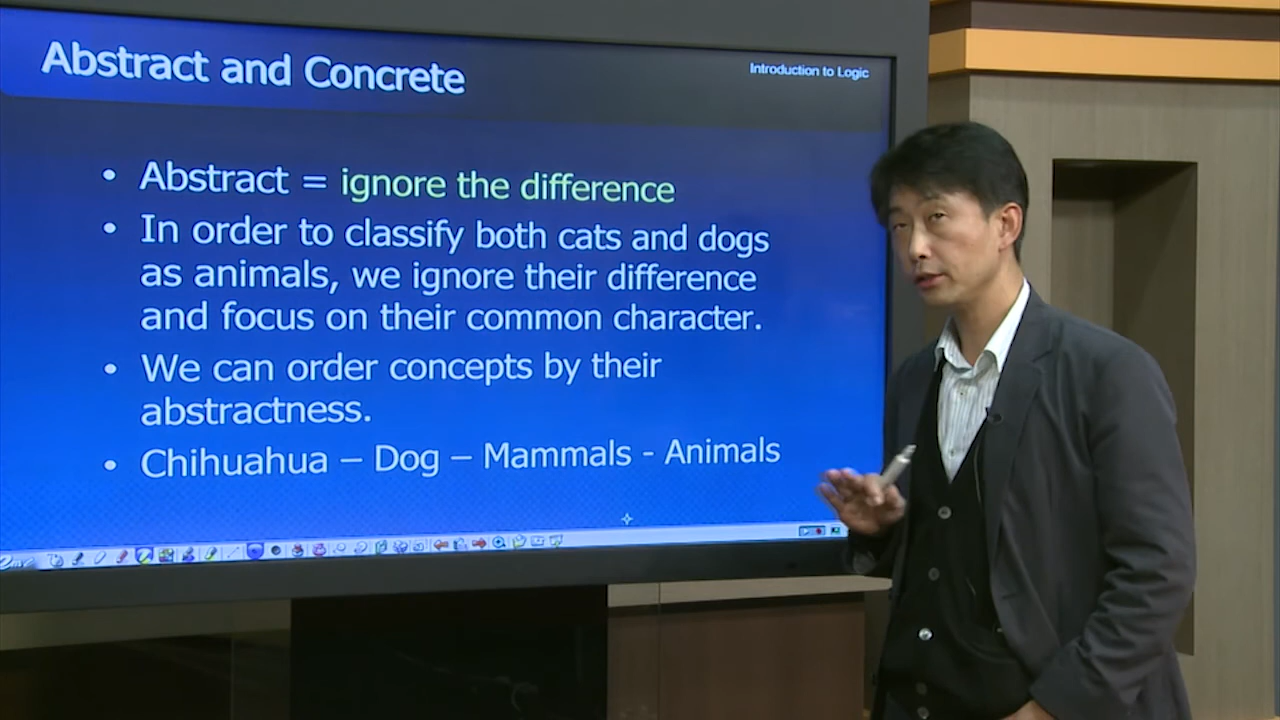 Abstract and Concrete
Introduction to Logic
• Abstract = ignore the difference
• In order to classify both cats and dogs
as animals, we ignore their difference
and focus on their common character.
• We can order concepts by their
abstractness.
• Chihuahua – Dog – Mammals - Animals